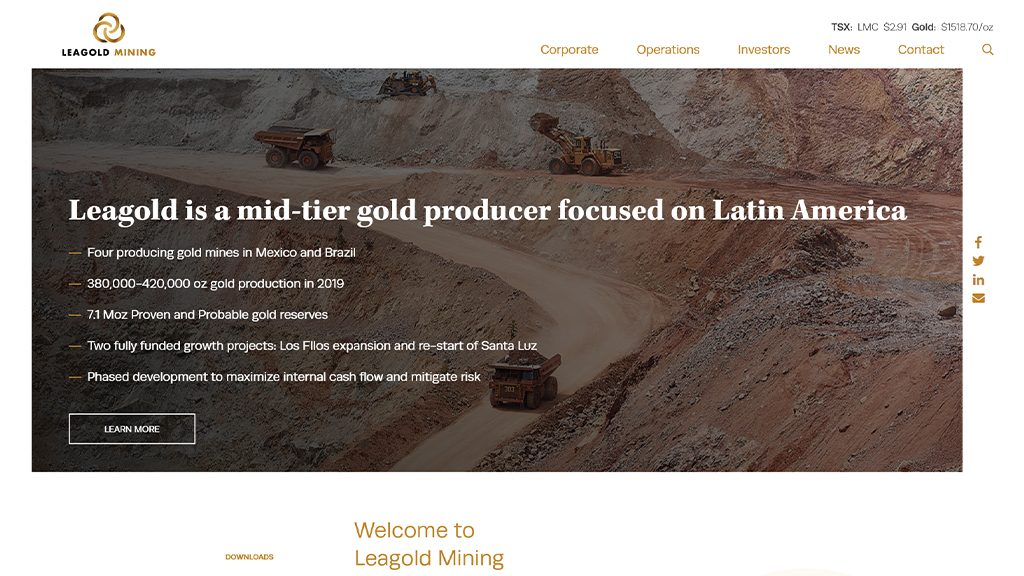 TSX: LMC $2.91 Gold: $1518.70/oz
LEAGOLD MINING
Corporate Operations Investors News Contact
Leagold is a mid-tier gold producer focused on Latin America
— Four producing gold mines in Mexico and Brazil
— 380,000–420,000 oz gold production in 2019
— 7.1 Moz Proven and Probable gold reserves
— Two fully funded growth projects: Los FIlos expansion and re-start of Santa Luz
— Phased development to maximize internal cash flow and mitigate risk
303
LEARN MORE
Welcome to
DOWNLOADS
Leagold Mining